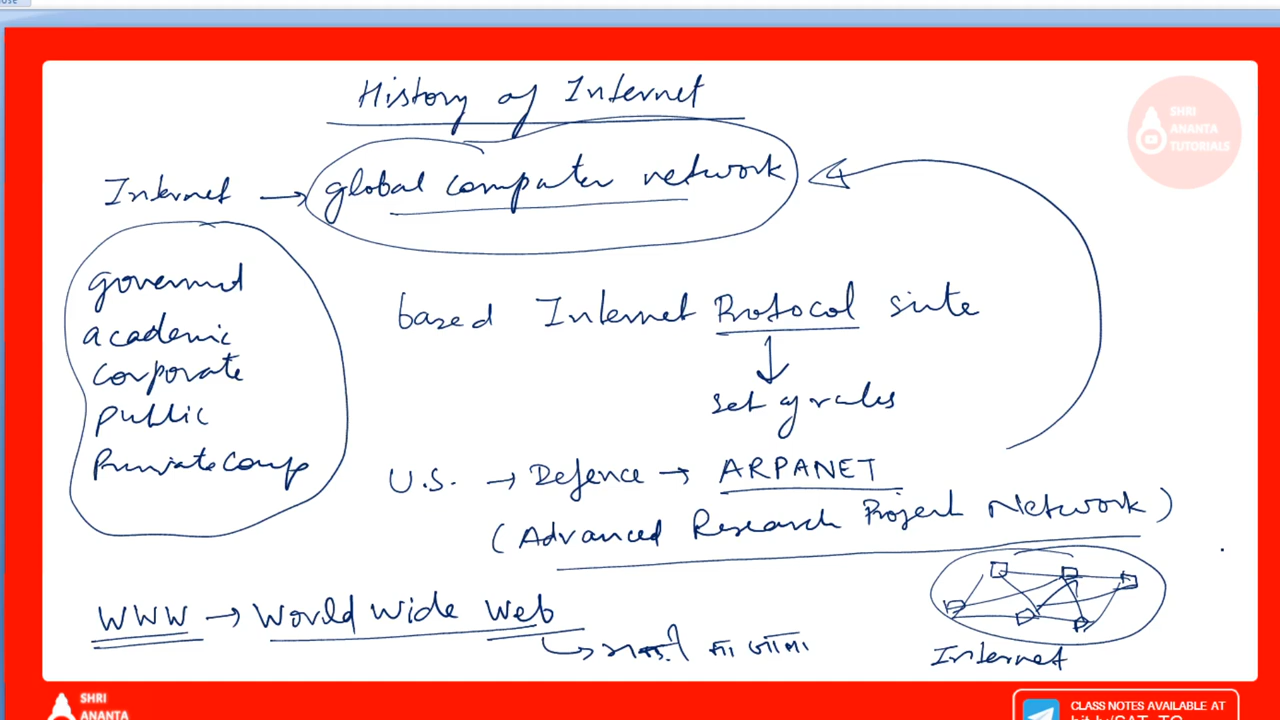 History of Internet
SHRI
ANANTA
TUTORIALS
Internet → global computer network
government
academic
corporate
public
Private Comp
based Internet Protocol suite
set of rules
U.S. → Defence → ARPANET
(Advanced Research Project Network)
WWW → World Wide Web
का जाला
Internet
SHRI
ANANTA
CLASS NOTES AVAILABLE AT